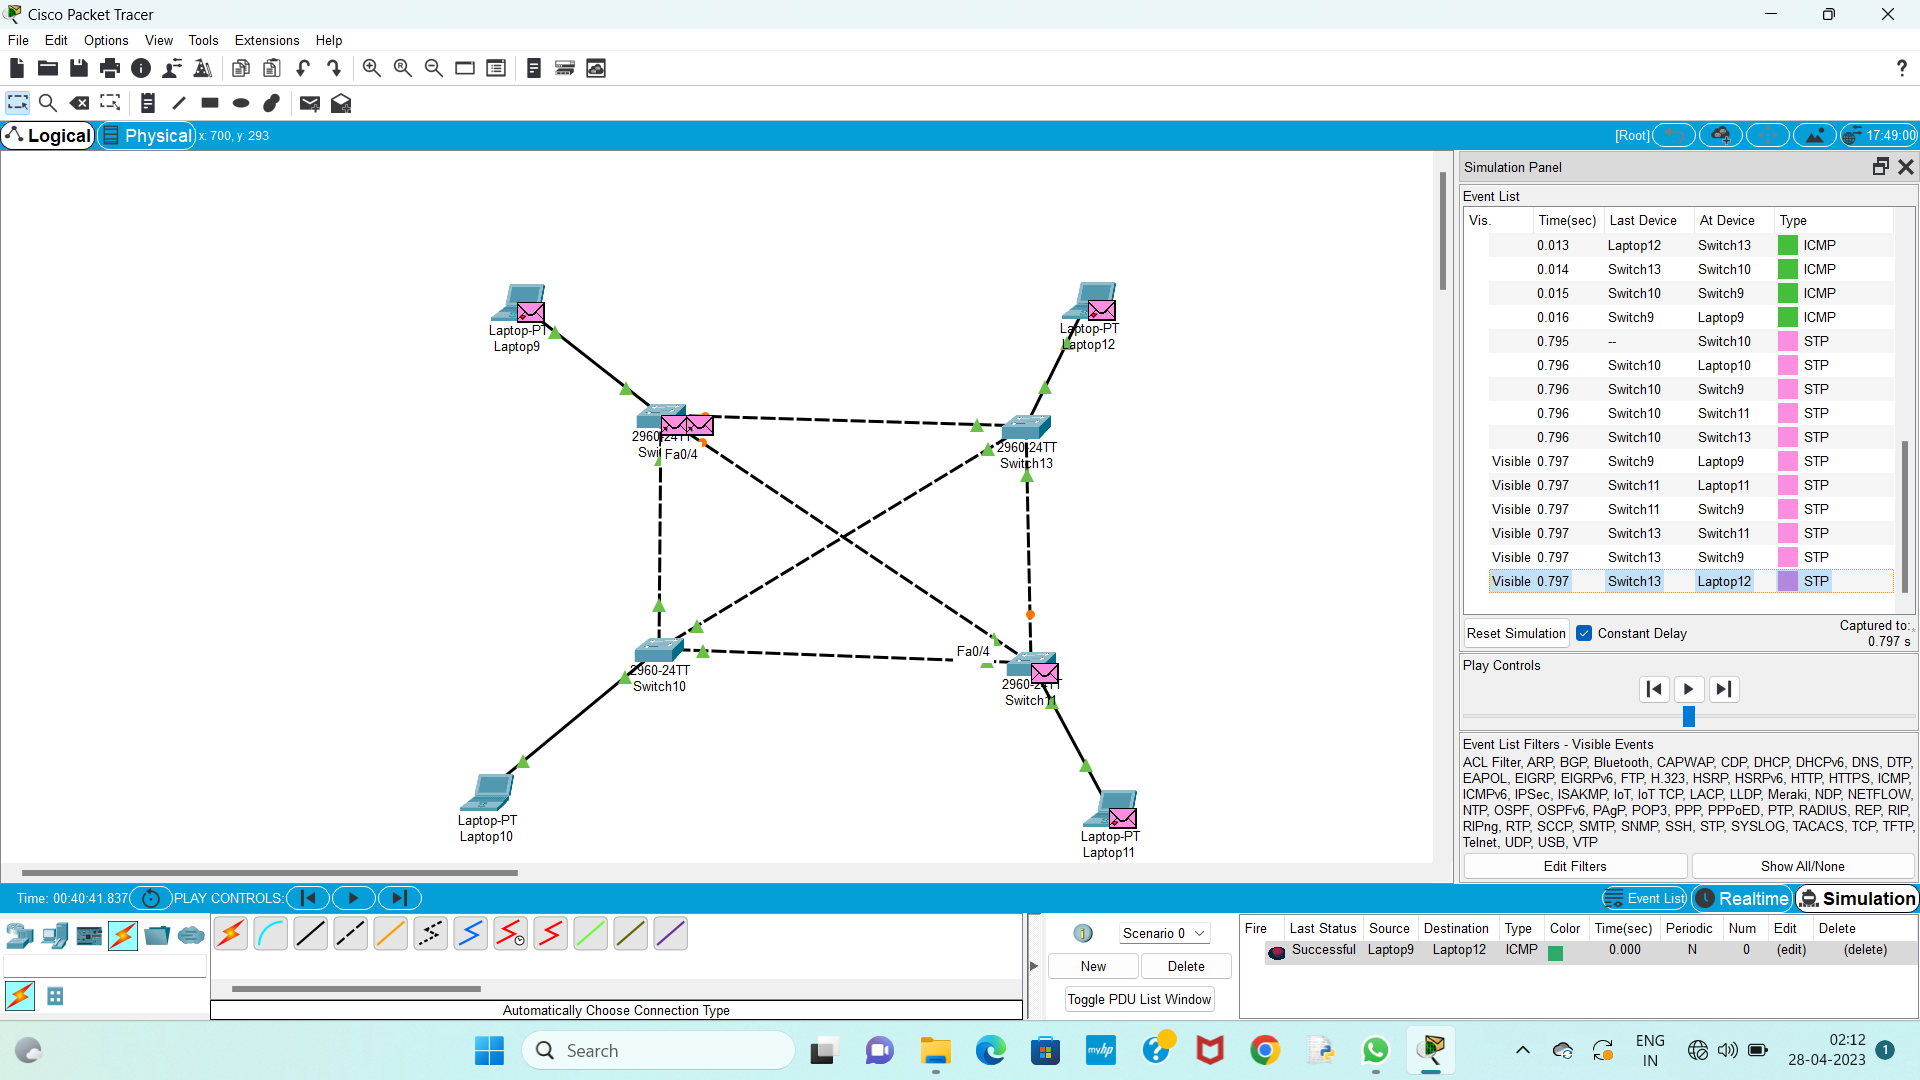 Cisco Packet Tracer
File Edit Options View Tools Extensions Help
Logical Physical x: 700, y: 293
[Root] 17:49:00
Simulation Panel
Event List
Vis. Time(sec) Last Device At Device Type
0.013 Laptop12 Switch13 ICMP
0.014 Switch13 Switch10 ICMP
0.015 Switch10 Switch9 ICMP
0.016 Switch9 Laptop9 ICMP
0.795 -- Switch10 STP
0.796 Switch10 Laptop10 STP
0.796 Switch10 Switch9 STP
0.796 Switch10 Switch11 STP
0.796 Switch10 Switch13 STP
Visible 0.797 Switch9 Laptop9 STP
Visible 0.797 Switch11 Laptop11 STP
Visible 0.797 Switch11 Switch9 STP
Visible 0.797 Switch13 Switch11 STP
Visible 0.797 Switch13 Switch9 STP
Visible 0.797 Switch13 Laptop12 STP
Reset Simulation Constant Delay
Captured to:
0.797 s
Play Controls
Event List Filters - Visible Events
ACL Filter, ARP, BGP, Bluetooth, CAPWAP, CDP, DHCP, DHCPv6, DNS, DTP,
EAPOL, EIGRP, EIGRPv6, FTP, H.323, HSRP, HSRPv6, HTTP, HTTPS, ICMP,
ICMPv6, IPSec, ISAKMP, IoT, IoT TCP, LACP, LLDP, Meraki, NDP, NETFLOW,
NTP, OSPF, OSPFv6, PAgP, POP3, PPP, PPPoED, PTP, RADIUS, REP, RIP,
RIPng, RTP, SCCP, SMTP, SNMP, SSH, STP, SYSLOG, TACACS, TCP, TFTP,
Telnet, UDP, USB, VTP
Edit Filters Show All/None
Laptop-PT
Laptop9
Laptop-PT
Laptop12
2960-24TT
Fa0/4
2960-24TT
Switch13
2960-24TT
Switch10
Fa0/4
2960-24TT
Switch11
Laptop-PT
Laptop10
Laptop-PT
Laptop11
Time: 00:40:41.837 PLAY CONTROLS:
Event List Realtime Simulation
Automatically Choose Connection Type
1 Scenario 0
New Delete
Toggle PDU List Window
Fire Last Status Source Destination Type Color Time(sec) Periodic Num Edit Delete
Successful Laptop9 Laptop12 ICMP 0.000 N 0 (edit) (delete)
Search
myhp
ENG
IN
02:12
28-04-2023
1